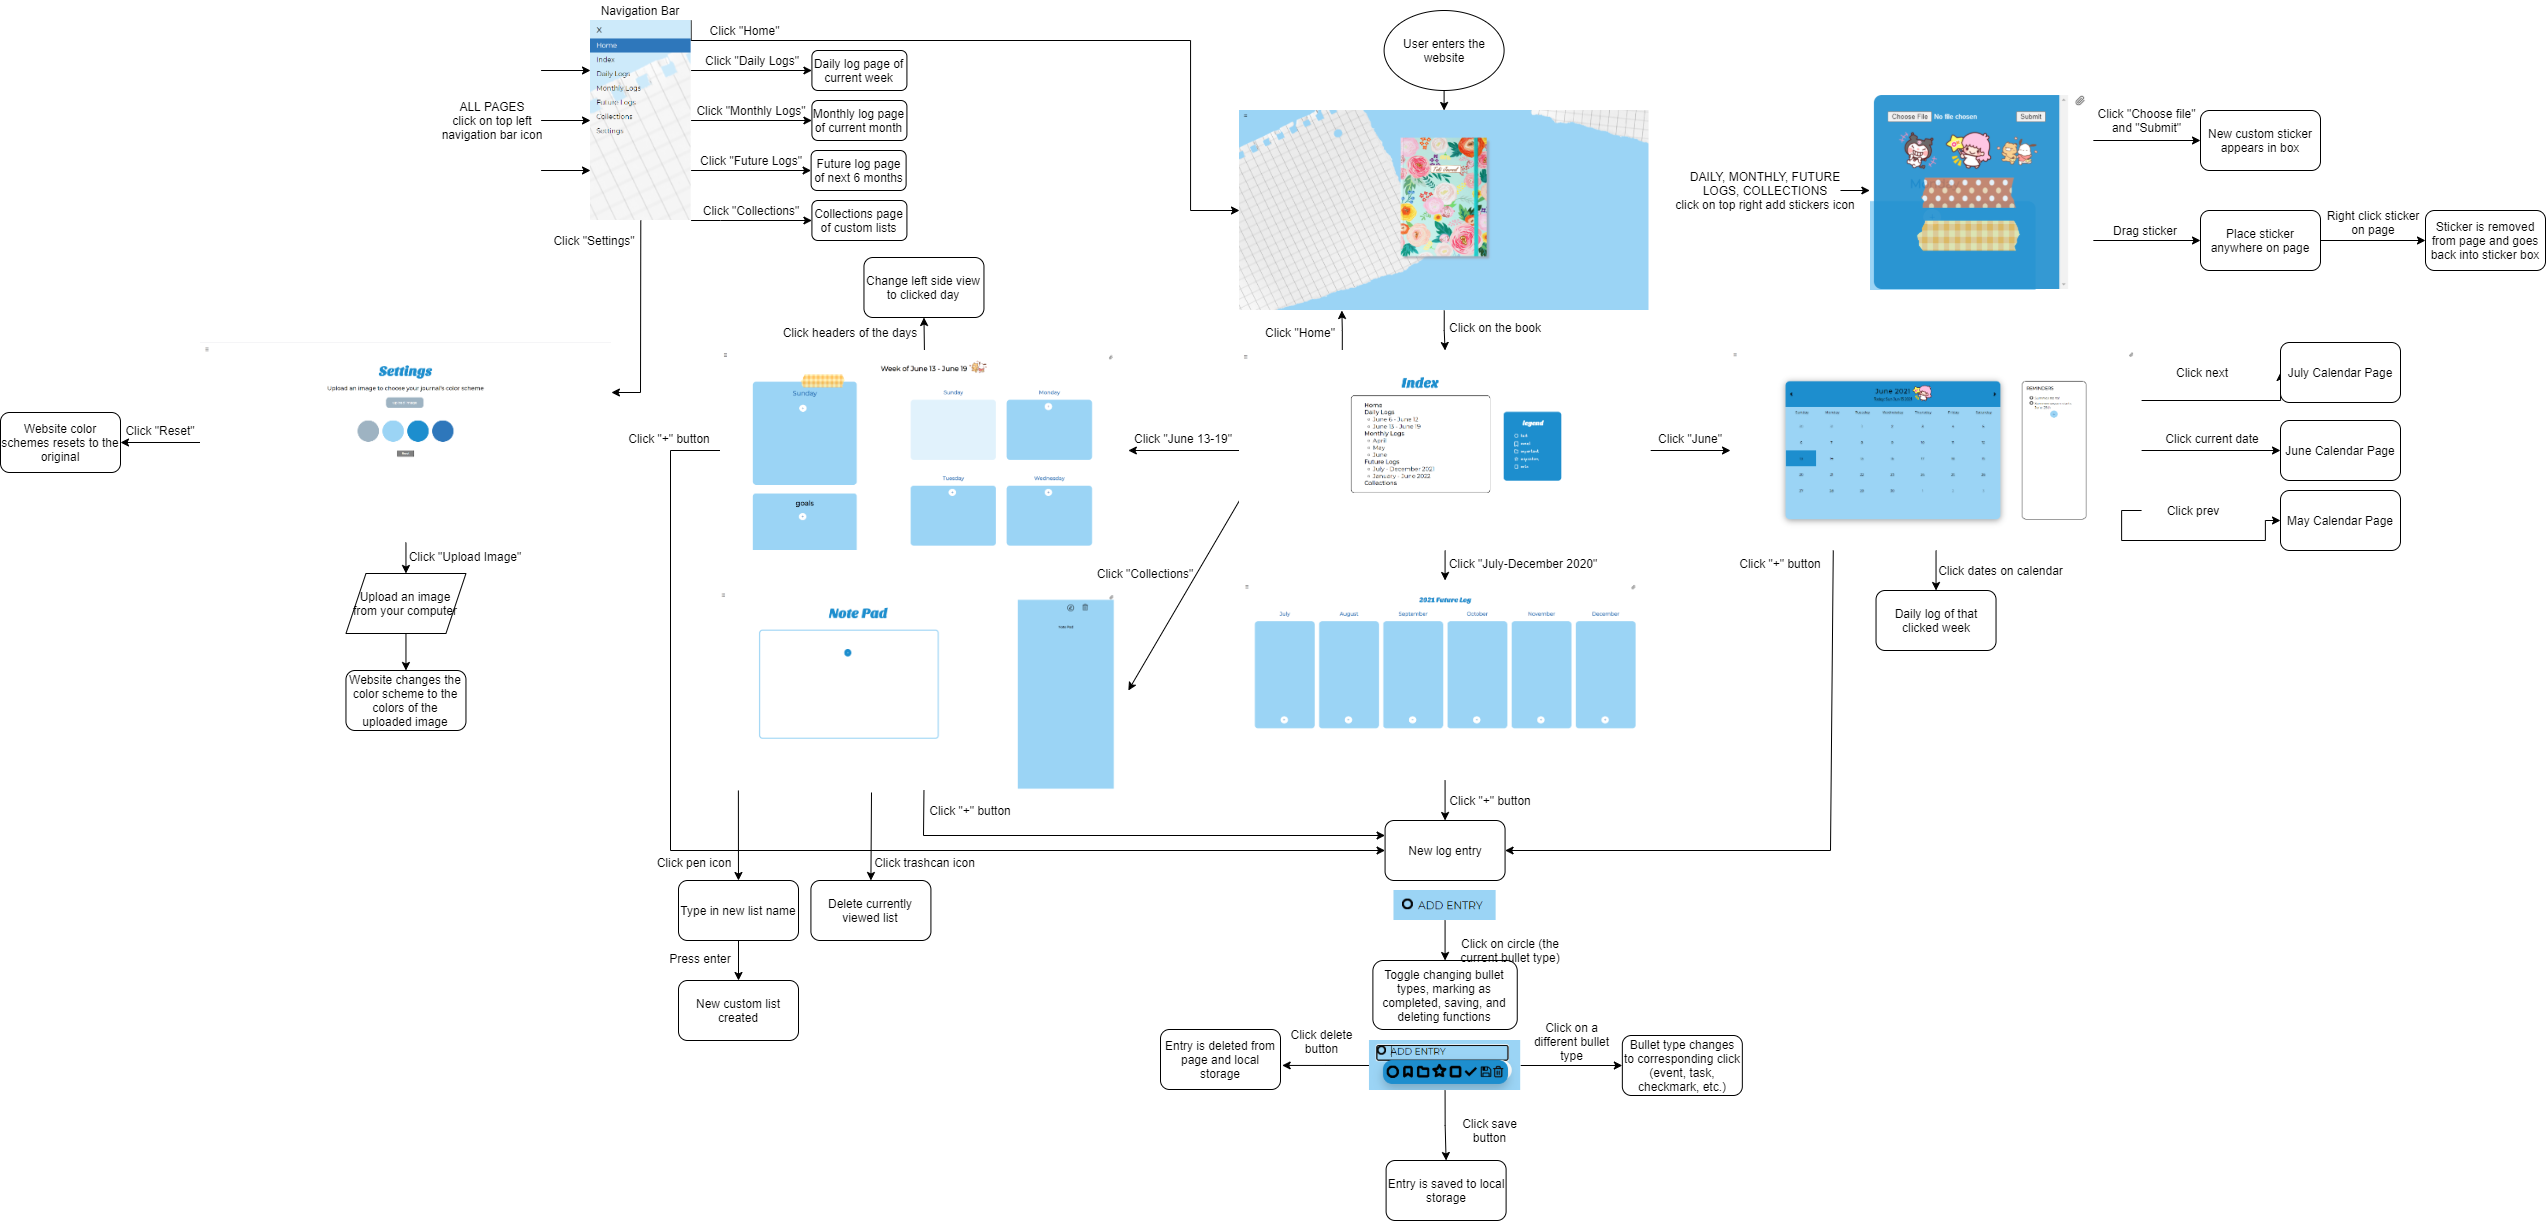 Navigation Bar
X
Home
Index
Daily Logs
Monthly Logs
Future Logs
Collections
Settings
ALL PAGES
click on top left
navigation bar icon
Click "Home"
Click "Daily Logs"
Daily log page of
current week
Click "Monthly Logs"
Monthly log page
of current month
Click "Future Logs"
Future log page
of next 6 months
Click "Collections"
Collections page
of custom lists
Click "Settings"
User enters the
website
DAILY, MONTHLY, FUTURE
LOGS, COLLECTIONS
click on top right add stickers icon
Choose File No file chosen
Submit
Click "Choose file"
and "Submit"
New custom sticker
appears in box
Drag sticker
Place sticker
anywhere on page
Right click sticker
on page
Sticker is removed
from page and goes
back into sticker box
Change left side view
to clicked day
Click headers of the days
Click "Home"
Click on the book
Settings
Upload an image to choose your journal's color scheme
Click "Reset"
Website color
schemes resets to the
original
Click "Upload Image"
Upload an image
from your computer
Website changes the
color scheme to the
colors of the
uploaded image
Week of June 13 - June 19
Sunday
goals
Sunday
Monday
Tuesday
Wednesday
Click "+" button
Click "June 13-19"
Index
Home
Daily Logs
June 6 - June 12
June 13 - June 19
Monthly Logs
April
May
June
Future Logs
July - December 2021
January - June 2022
Collections
legend
Click "June"
June 2021
REMINDERS
Click next
July Calendar Page
Click current date
June Calendar Page
Click prev
May Calendar Page
Click "Collections"
Click "July-December 2020"
Click "+" button
Click dates on calendar
Daily log of that
clicked week
Note Pad
Note Pad
2021 Future Log
July
August
September
October
November
December
Click "+" button
Click "+" button
New log entry
Click pen icon
Type in new list name
Press enter
New custom list
created
Click trashcan icon
Delete currently
viewed list
ADD ENTRY
Click on circle (the
current bullet type)
Toggle changing bullet
types, marking as
completed, saving, and
deleting functions
ADD ENTRY
Click delete
button
Entry is deleted from
page and local
storage
Click on a
different bullet
type
Bullet type changes
to corresponding click
(event, task,
checkmark, etc.)
Click save
button
Entry is saved to local
storage